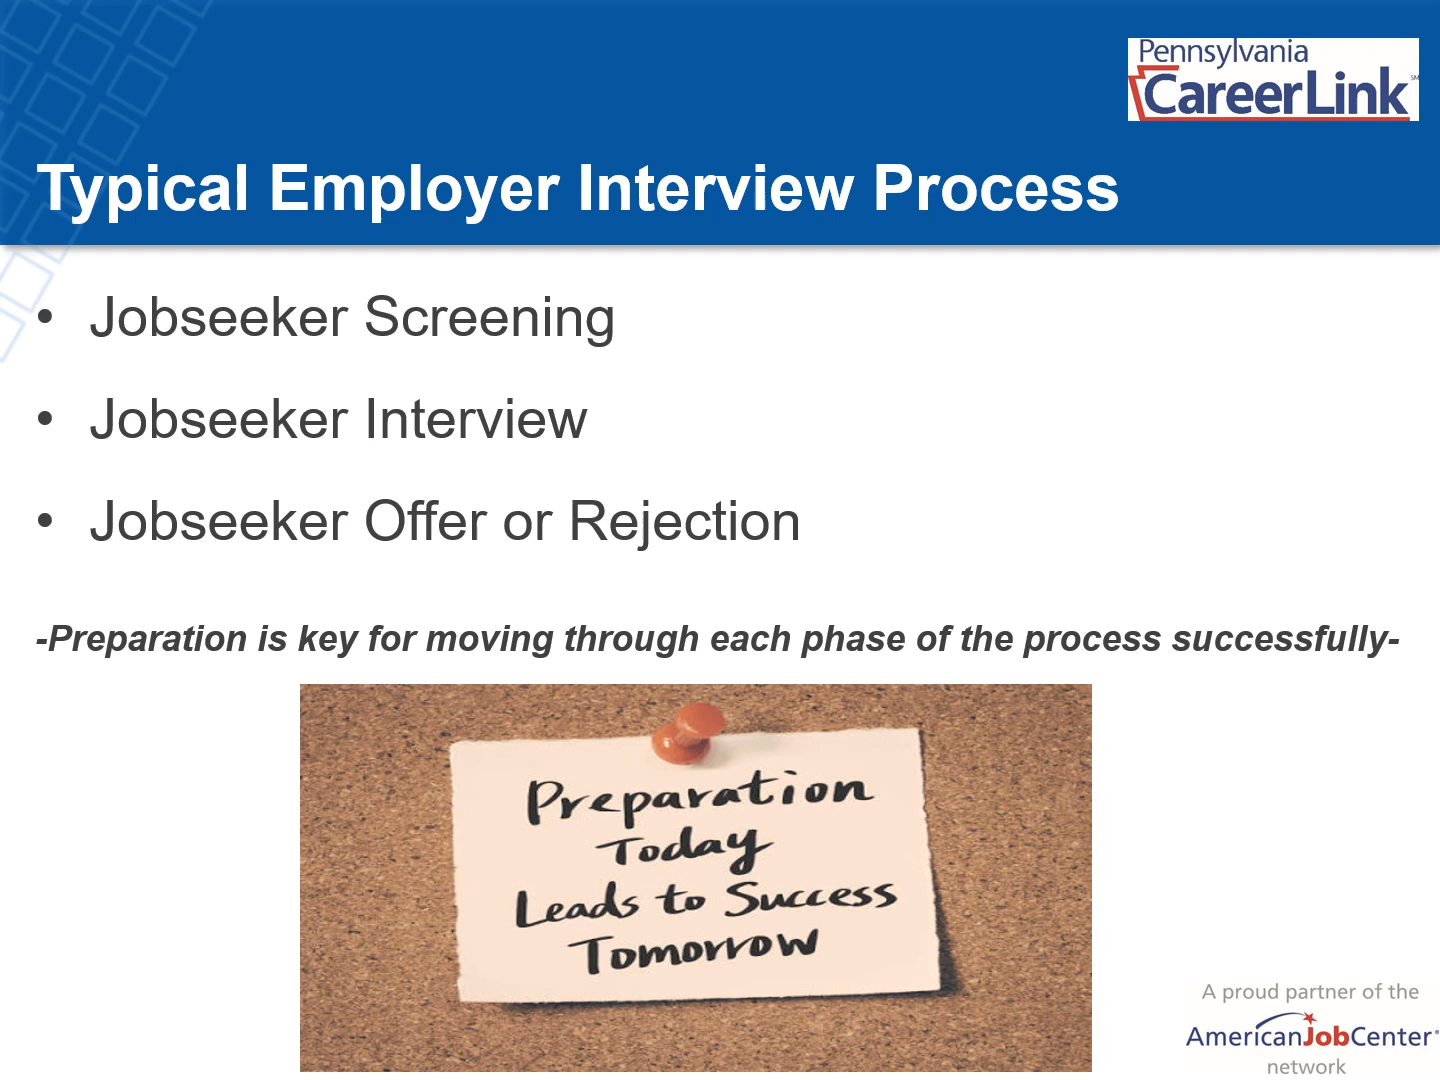 Pennsylvania
CareerLink SM
Typical Employer Interview Process
• Jobseeker Screening
• Jobseeker Interview
• Jobseeker Offer or Rejection
-Preparation is key for moving through each phase of the process successfully-
Preparation
Today
Leads to Success
Tomorrow
A proud partner of the
AmericanJobCenter®
network